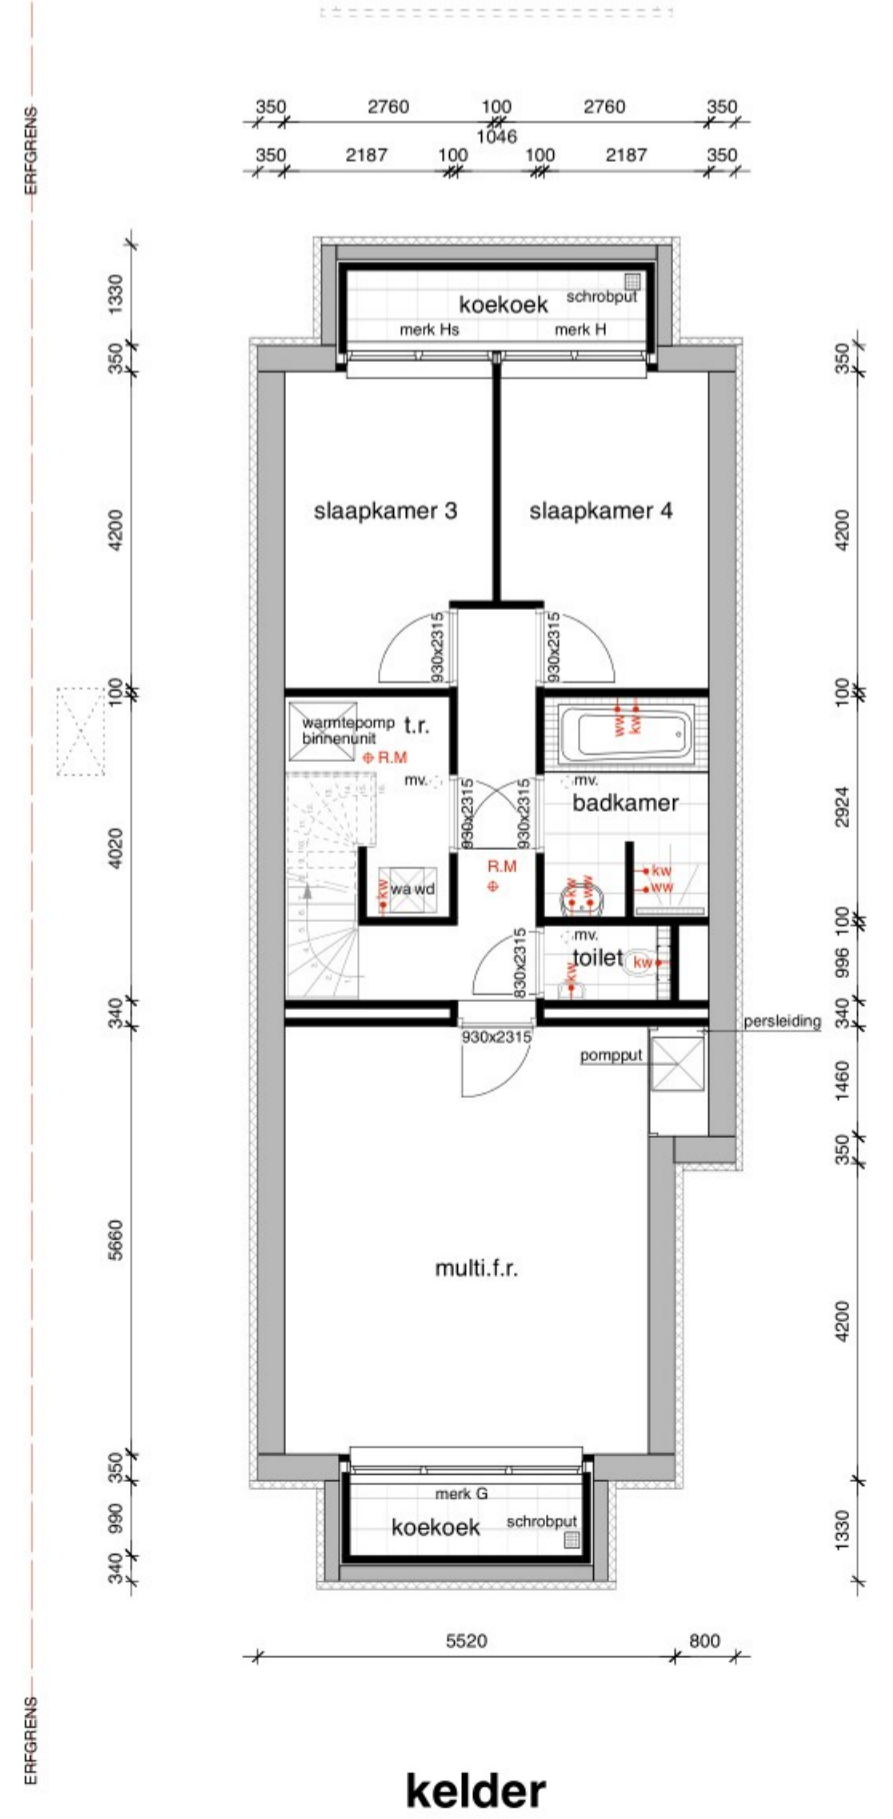 ERFGRENS
350 2760 100 2760 350
1046
350 2187 100 100 2187 350
1330
koekoek
schrobput
merk Hs
merk H
350
350
4200
slaapkamer 3
slaapkamer 4
4200
930x2315
930x2315
100
100
warmtepomp
binnenunit
t.r.
R.M
ww
kw
mv.
mv.
930x2315
930x2315
badkamer
2924
4020
R.M
kw
wa wd
kw
ww
kw
ww
100
mv.
toilet
kw
kw
830x2315
996
340
340
930x2315
persleiding
pompput
1460
350
5660
multi.f.r.
4200
350
merk G
koekoek
schrobput
990
1330
340
5520
800
ERFGRENS
kelder